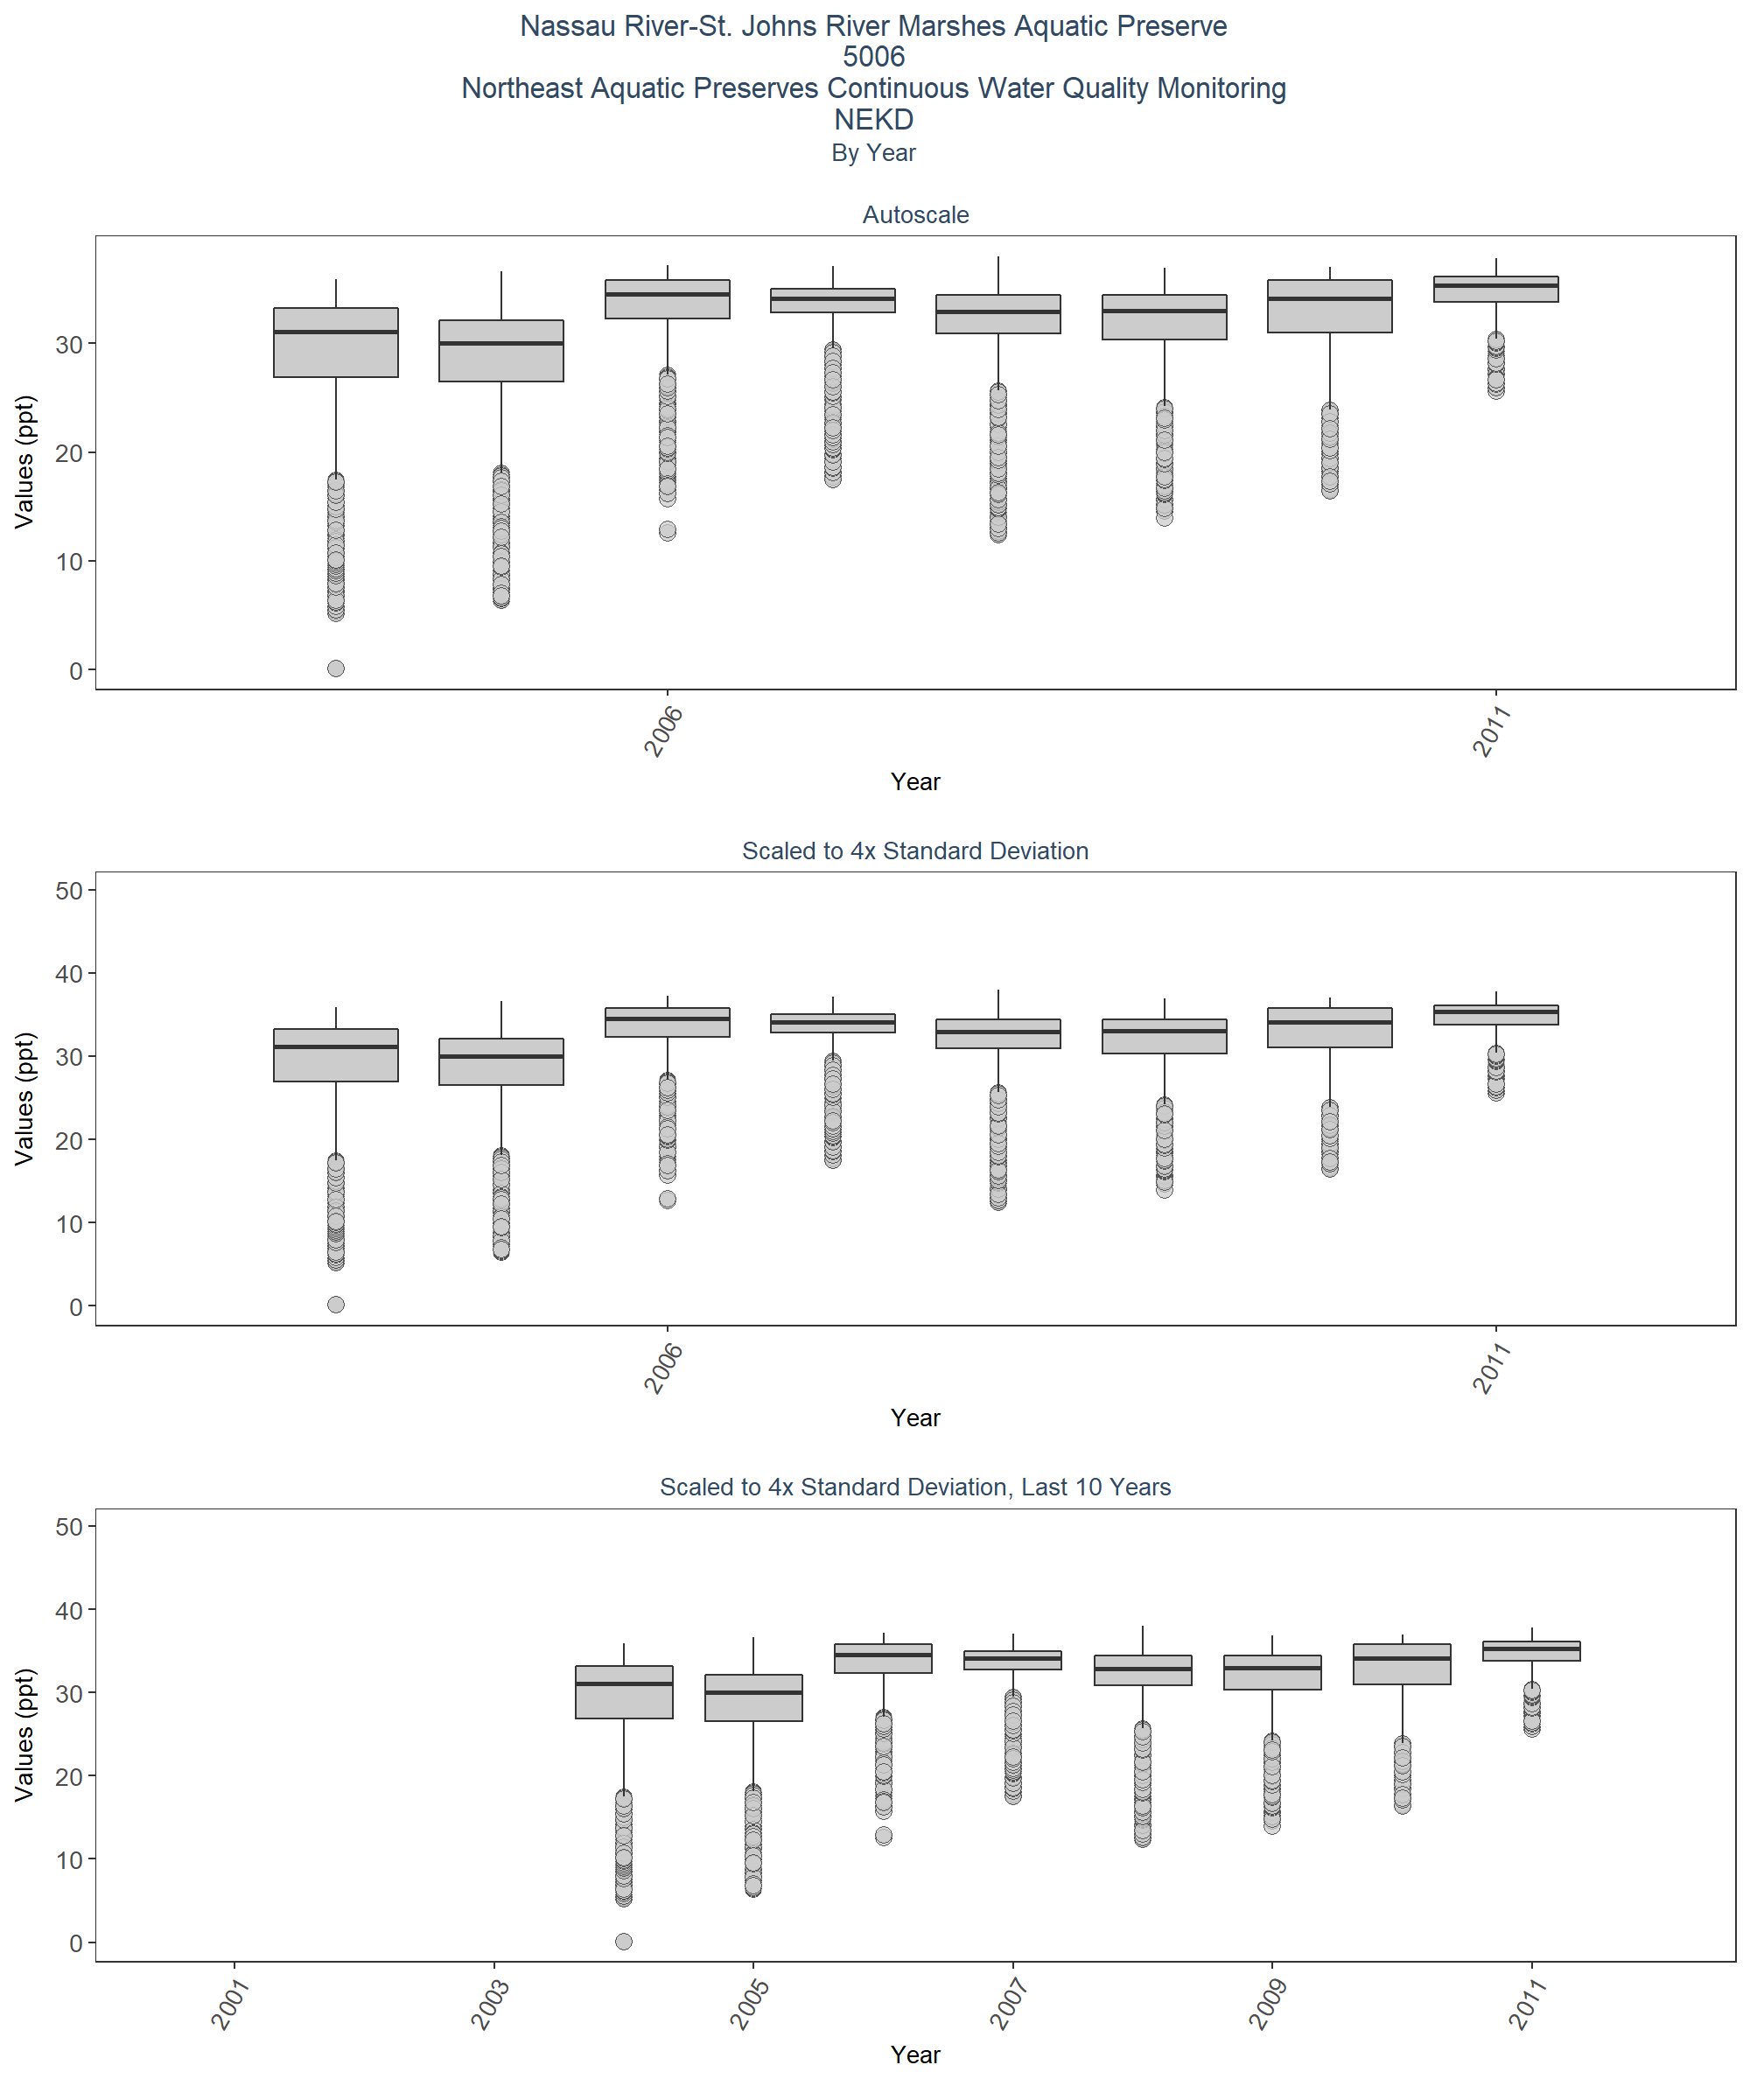 Nassau River-St. Johns River Marshes Aquatic Preserve
5006
Northeast Aquatic Preserves Continuous Water Quality Monitoring
NEKD
By Year
Autoscale
Values (ppt)
30
20
10
0
2006
2011
Year
Scaled to 4x Standard Deviation
Values (ppt)
50
40
30
20
10
0
2006
2011
Year
Scaled to 4x Standard Deviation, Last 10 Years
Values (ppt)
50
40
30
20
10
0
2001
2003
2005
2007
2009
2011
Year